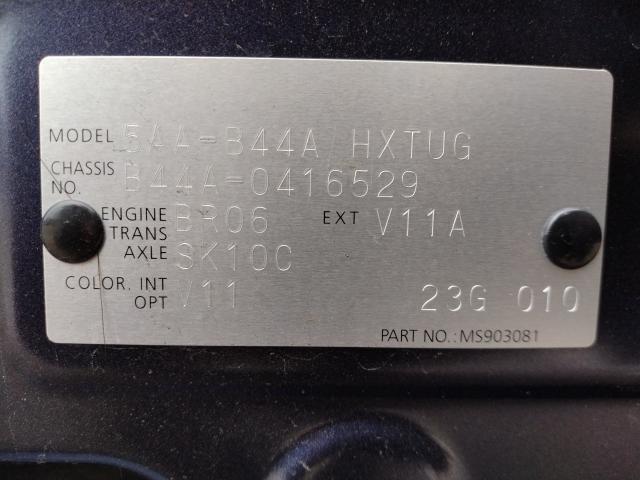 MODEL 5AA-B44A HXTUG
CHASSIS NO. B44A-0416529
ENGINE BR06 EXT V11A
TRANS
AXLE SK10C
COLOR. INT V11
OPT 23G 010
PART NO.: MS903081